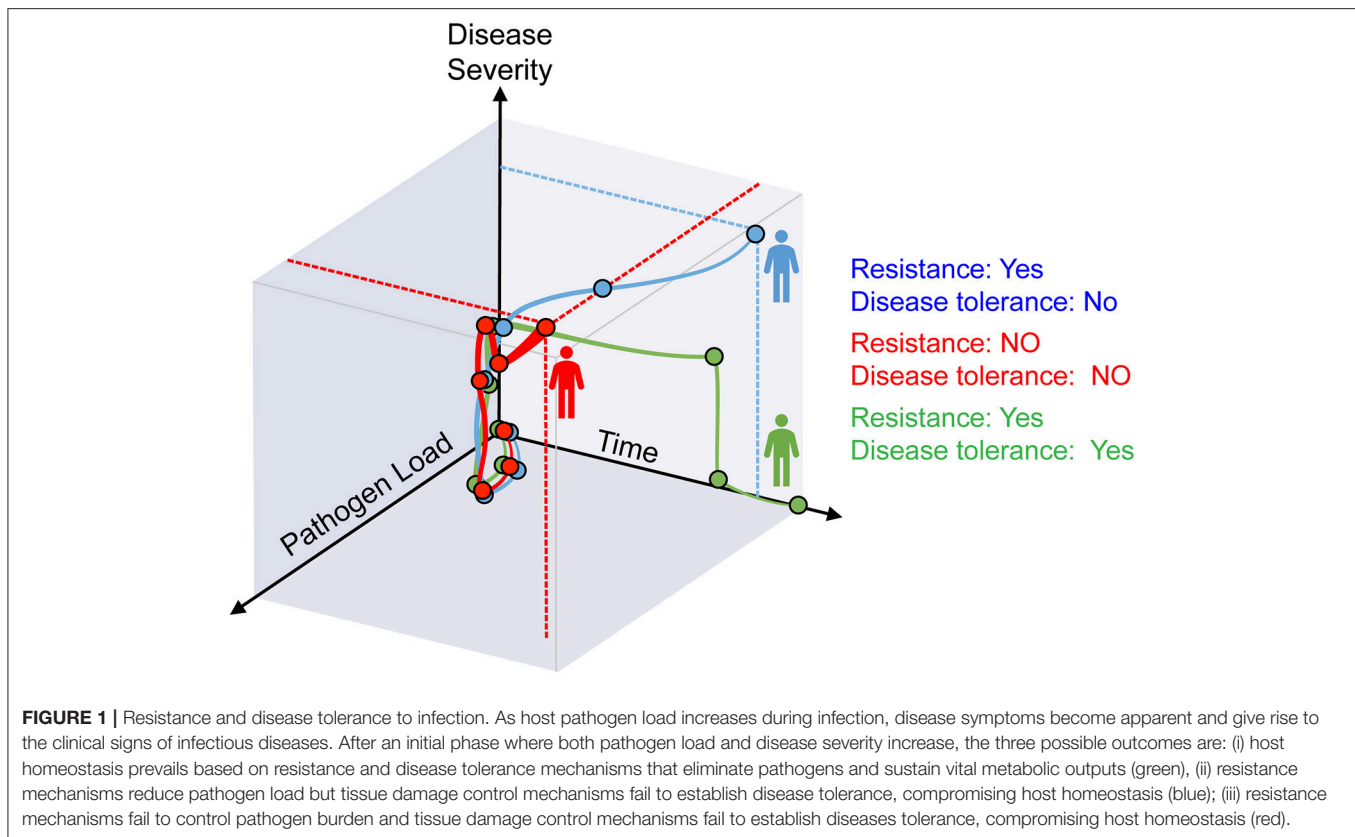 Disease
Severity
Pathogen Load
Time
Resistance: Yes
Disease tolerance: No
Resistance: NO
Disease tolerance:  NO
Resistance: Yes
Disease tolerance:  Yes
FIGURE 1 | Resistance and disease tolerance to infection. As host pathogen load increases during infection, disease symptoms become apparent and give rise to
the clinical signs of infectious diseases. After an initial phase where both pathogen load and disease severity increase, the three possible outcomes are: (i) host
homeostasis prevails based on resistance and disease tolerance mechanisms that eliminate pathogens and sustain vital metabolic outputs (green), (ii) resistance
mechanisms reduce pathogen load but tissue damage control mechanisms fail to establish disease tolerance, compromising host homeostasis (blue); (iii) resistance
mechanisms fail to control pathogen burden and tissue damage control mechanisms fail to establish diseases tolerance, compromising host homeostasis (red).